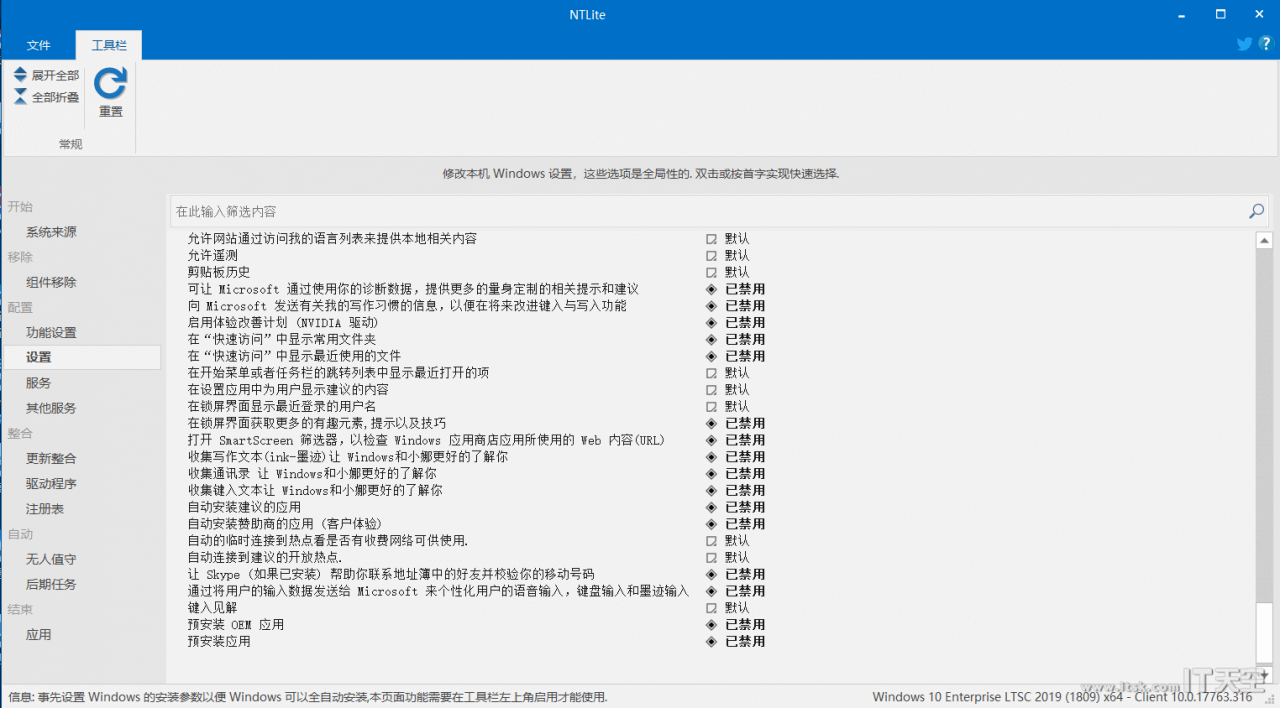 NTLite
文件 工具栏
展开全部
全部折叠
重置
常规
修改本机 Windows 设置，这些选项是全局性的. 双击或按首字实现快速选择.
开始
系统来源
移除
组件移除
配置
功能设置
设置
服务
其他服务
整合
更新整合
驱动程序
注册表
自动
无人值守
后期任务
结束
应用
在此输入筛选内容
允许网站通过访问我的语言列表来提供本地相关内容 默认
允许遥测 默认
剪贴板历史 默认
可让 Microsoft 通过使用你的诊断数据，提供更多的量身定制的相关提示和建议 已禁用
向 Microsoft 发送有关我的写作习惯的信息，以便在将来改进键入与写入功能 已禁用
启用体验改善计划 (NVIDIA 驱动) 已禁用
在“快速访问”中显示常用文件夹 已禁用
在“快速访问”中显示最近使用的文件 已禁用
在开始菜单或者任务栏的跳转列表中显示最近打开的项 默认
在设置应用中为用户显示建议的内容 默认
在锁屏界面显示最近登录的用户名 默认
在锁屏界面获取更多的有趣元素,提示以及技巧 已禁用
打开 SmartScreen 筛选器，以检查 Windows 应用商店应用所使用的 Web 内容(URL) 已禁用
收集写作文本(ink-墨迹)让 Windows和小娜更好的了解你 已禁用
收集通讯录 让 Windows和小娜更好的了解你 已禁用
收集键入文本让 Windows和小娜更好的了解你 已禁用
自动安装建议的应用 已禁用
自动安装赞助商的应用 (客户体验) 已禁用
自动的临时连接到热点看是否有收费网络可供使用. 默认
自动连接到建议的开放热点. 默认
让 Skype (如果已安装) 帮助你联系地址簿中的好友并校验你的移动号码 已禁用
通过将用户的输入数据发送给 Microsoft 来个性化用户的语音输入，键盘输入和墨迹输入 已禁用
键入见解 默认
预安装 OEM 应用 已禁用
预安装应用 已禁用
www.itsk.com IT天空
信息: 事先设置 Windows 的安装参数以便 Windows 可以全自动安装,本页面功能需要在工具栏左上角启用才能使用.
Windows 10 Enterprise LTSC 2019 (1809) x64 - Client 10.0.17763.316